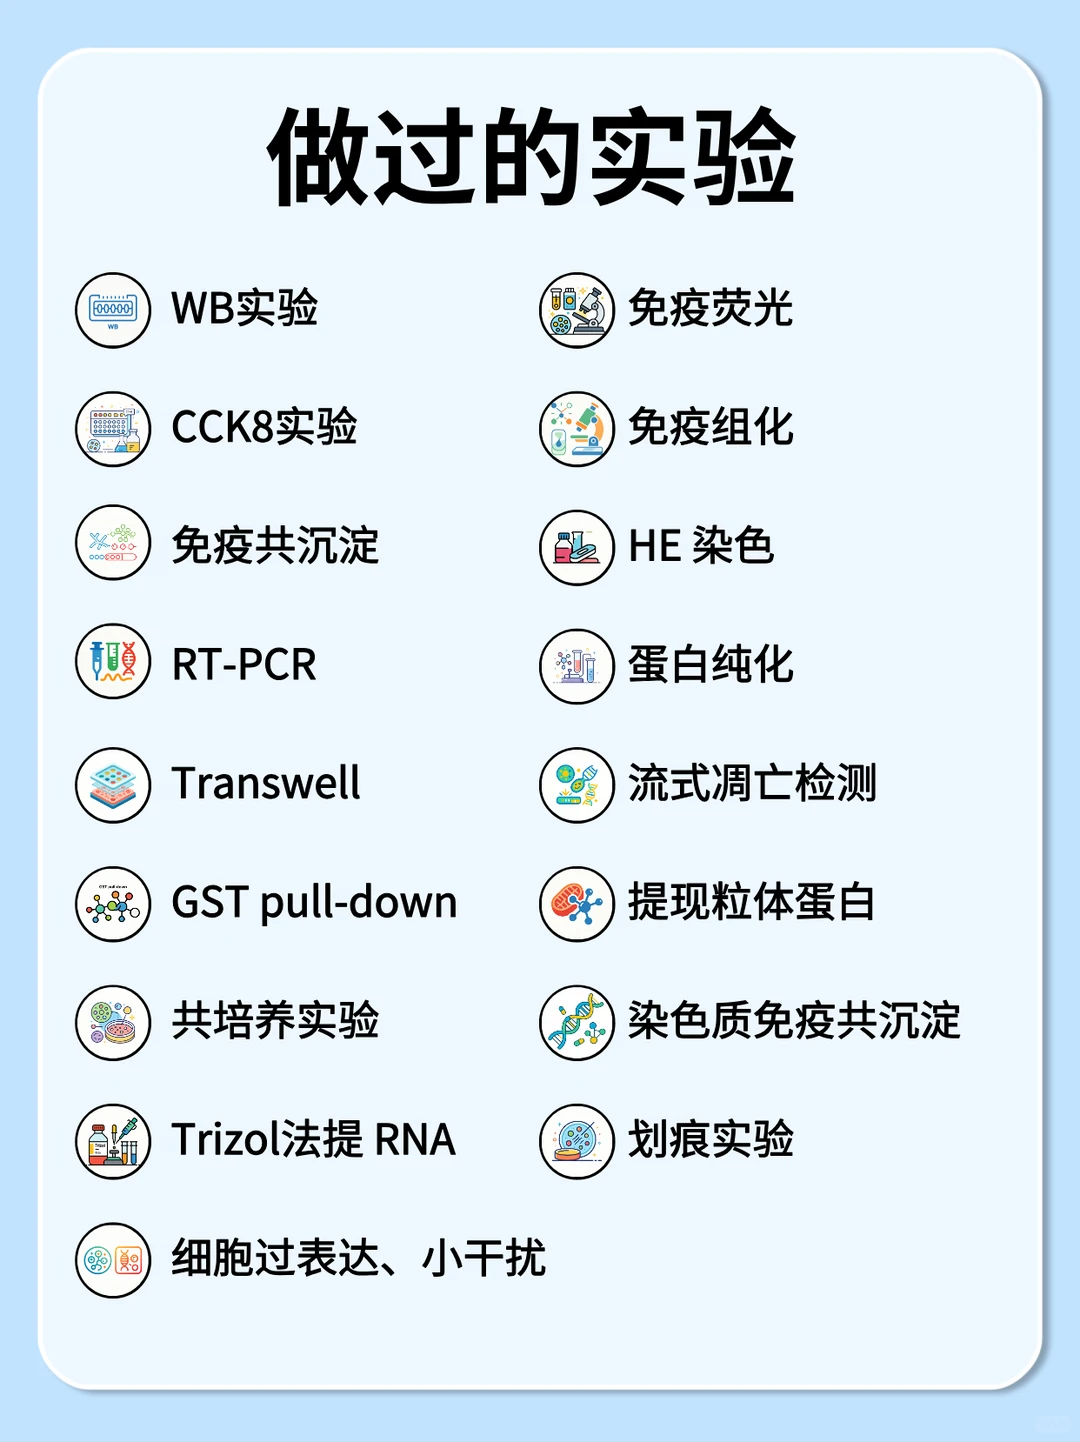 做过的实验
WB实验
免疫荧光
CCK8实验
免疫组化
免疫共沉淀
HE 染色
RT-PCR
蛋白纯化
Transwell
流式凋亡检测
GST pull-down
提现粒体蛋白
共培养实验
染色质免疫共沉淀
Trizol法提 RNA
划痕实验
细胞过表达、小干扰